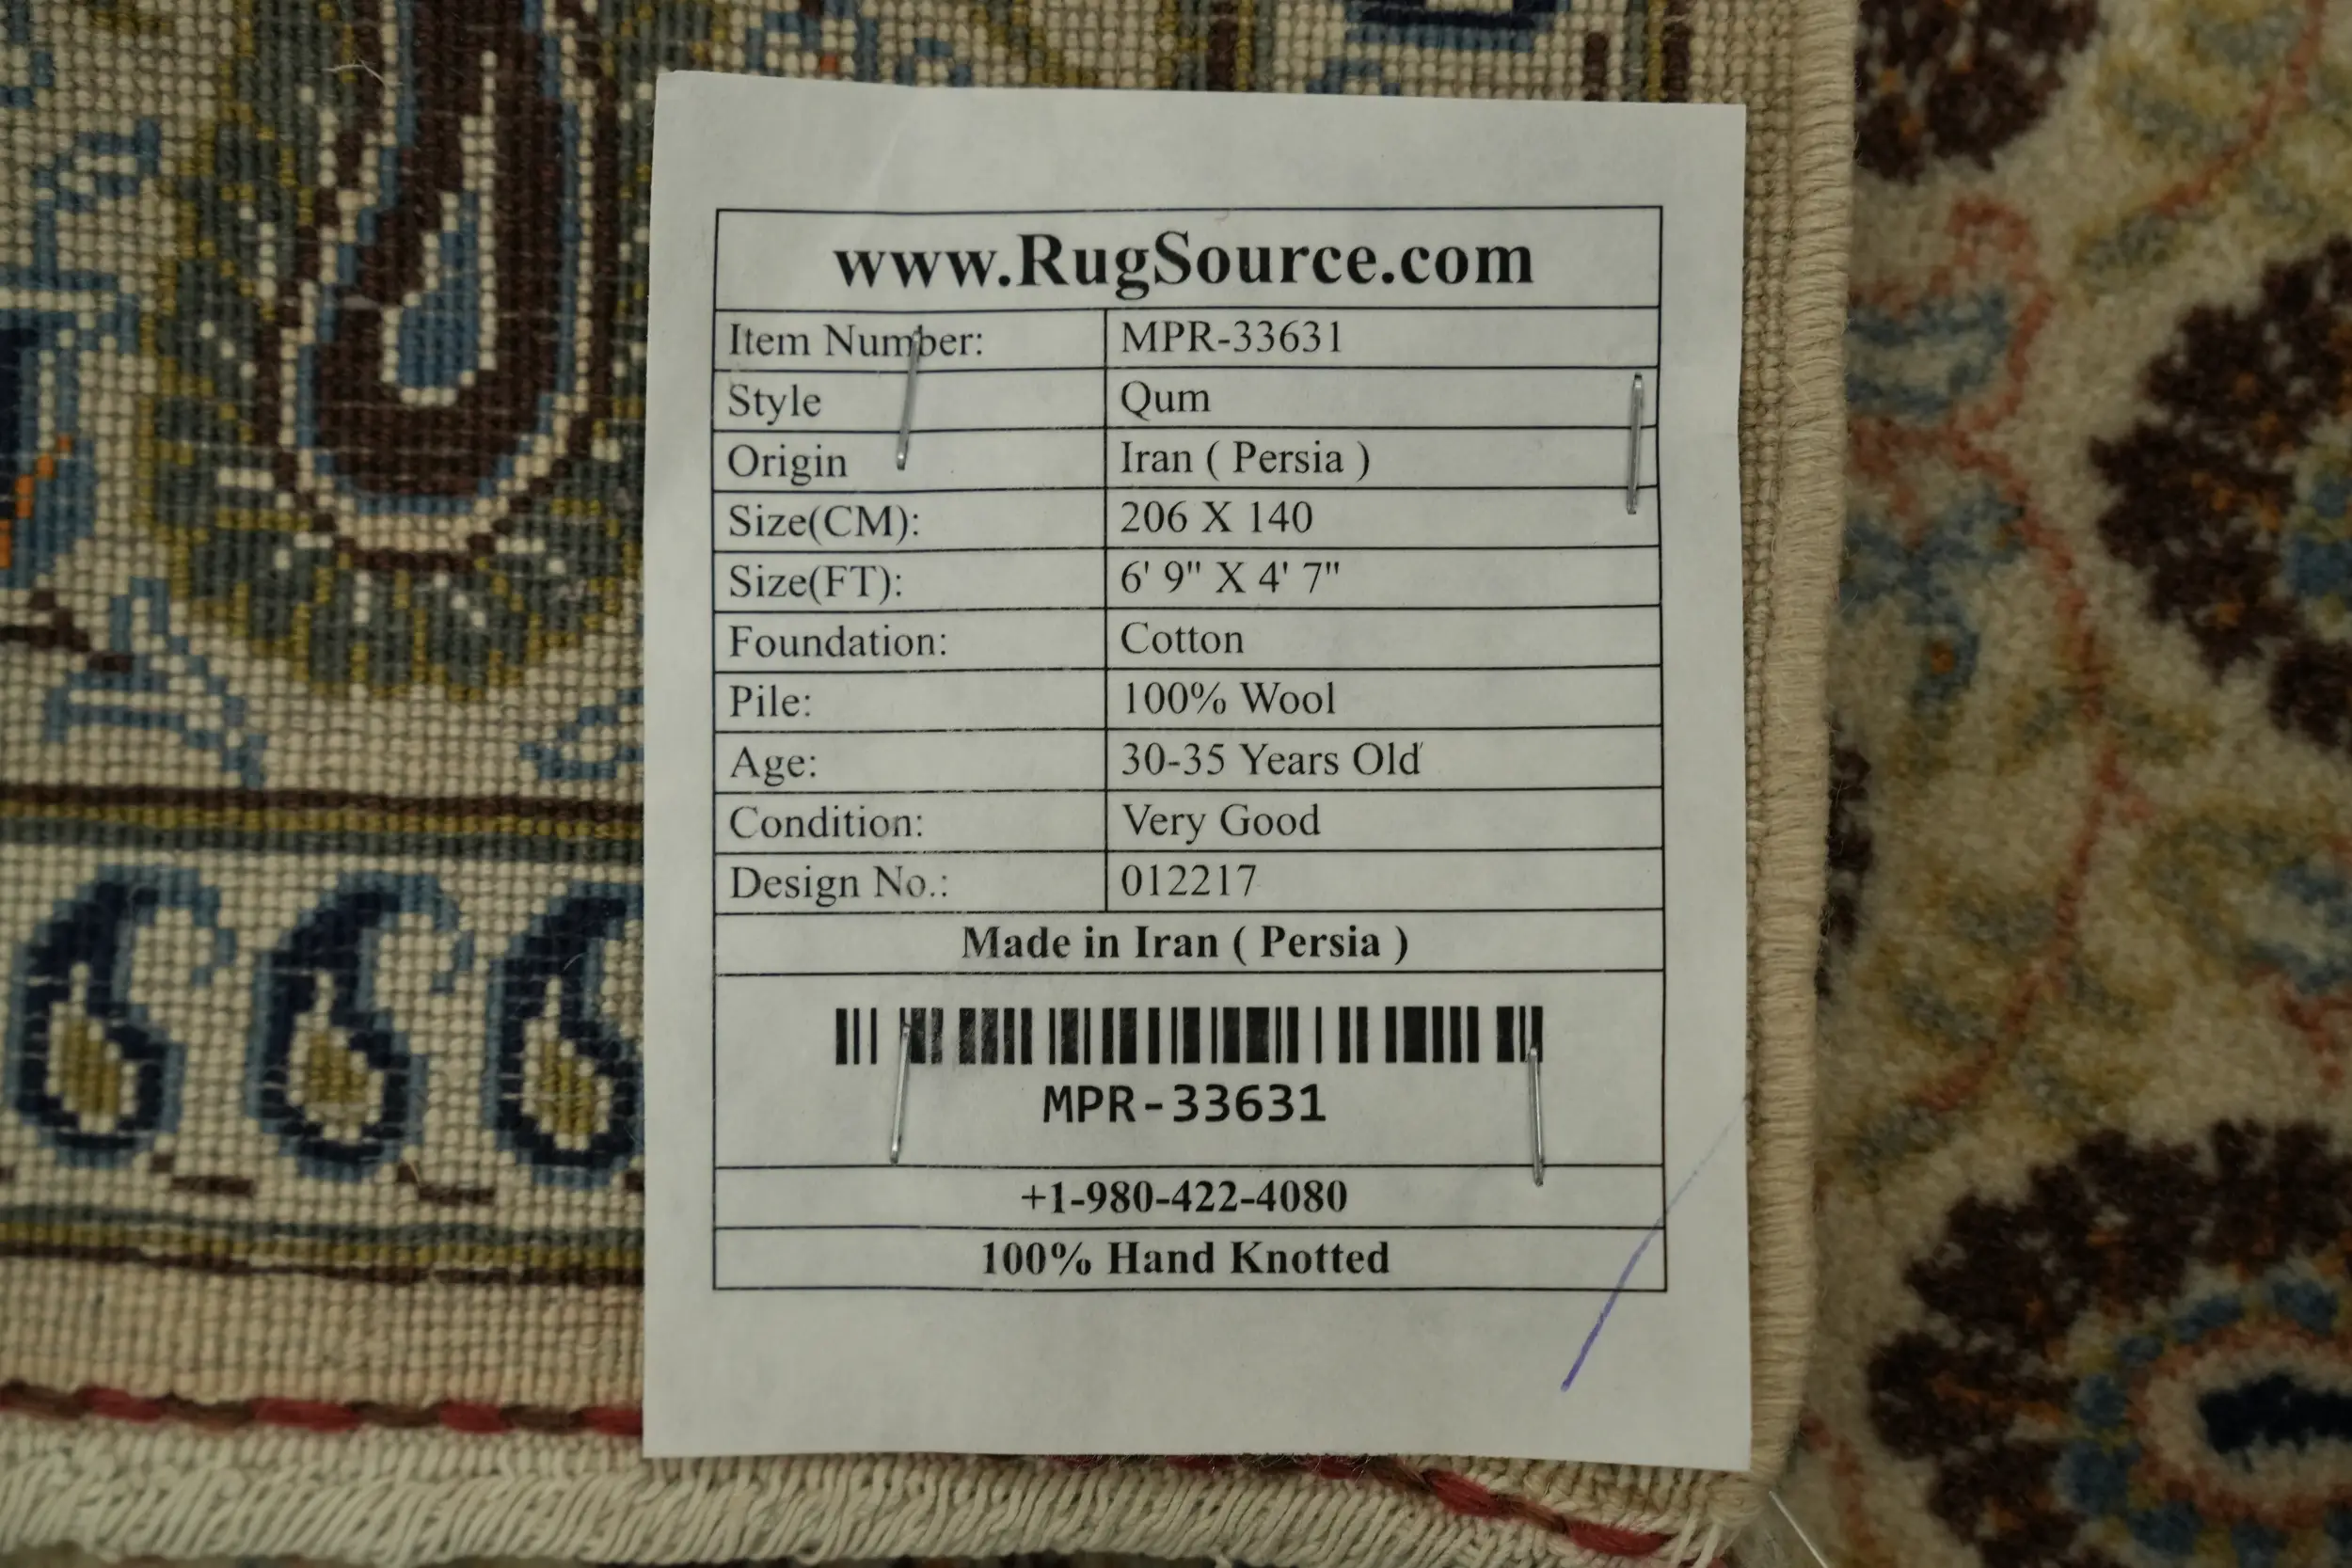 www.RugSource.com
Item Number: MPR-33631
Style Qum
Origin Iran ( Persia )
Size(CM): 206 X 140
Size(FT): 6' 9" X 4' 7"
Foundation: Cotton
Pile: 100% Wool
Age: 30-35 Years Old
Condition: Very Good
Design No.: 012217
Made in Iran ( Persia )
MPR-33631
+1-980-422-4080
100% Hand Knotted